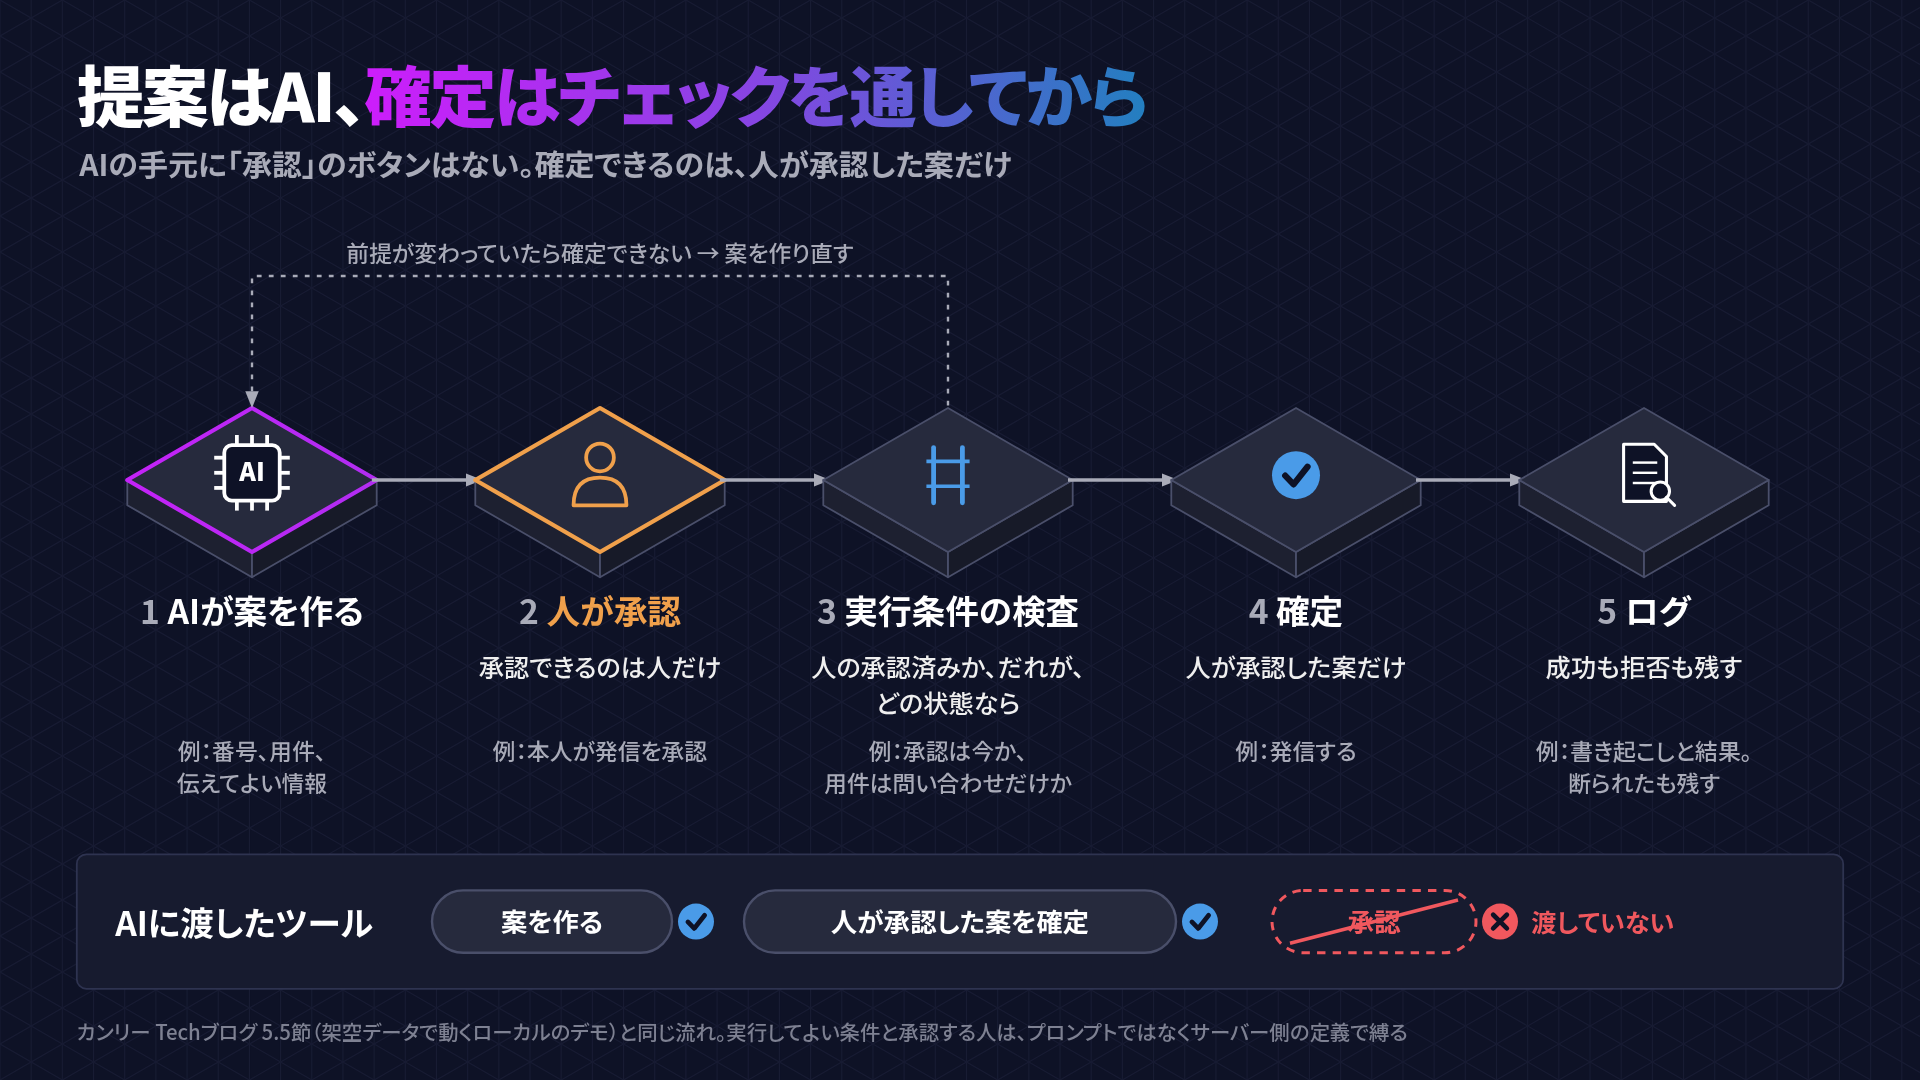 提案はAI、確定はチェックを通してから
AIの手元に「承認」のボタンはない。確定できるのは、人が承認した案だけ
前提が変わっていたら確定できない → 案を作り直す
AI
1 AIが案を作る
例：番号、用件、
伝えてよい情報
2 人が承認
承認できるのは人だけ
例：本人が発信を承認
3 実行条件の検査
人の承認済みか、だれが、
どの状態なら
例：承認は今か、
用件は問い合わせだけか
4 確定
人が承認した案だけ
例：発信する
5 ログ
成功も拒否も残す
例：書き起こしと結果。
断られたも残す
AIに渡したツール
案を作る
人が承認した案を確定
承認
渡していない
カンリー Techブログ 5.5節（架空データで動くローカルのデモ）と同じ流れ。実行してよい条件と承認する人は、プロンプトではなくサーバー側の定義で縛る